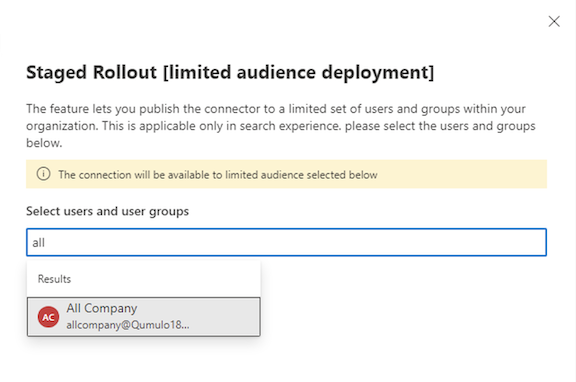 Staged Rollout [limited audience deployment]
The feature lets you publish the connector to a limited set of users and groups within your
organization. This is applicable only in search experience. please select the users and groups
below.
The connection will be available to limited audience selected below
Select users and user groups
all
Results
AC
All Company
allcompany@Qumulo18...